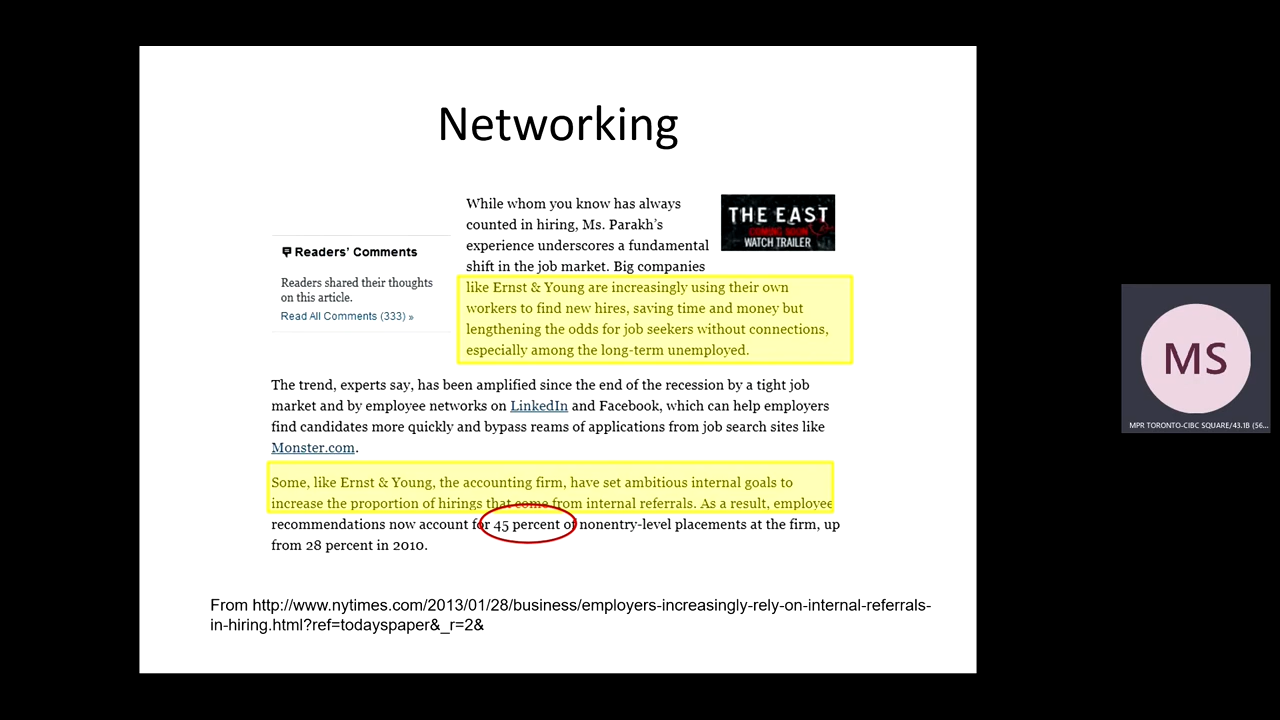 Networking
While whom you know has always
counted in hiring, Ms. Parakh's
experience underscores a fundamental
shift in the job market. Big companies
like Ernst & Young are increasingly using their own
workers to find new hires, saving time and money but
lengthening the odds for job seekers without connections,
especially among the long-term unemployed.
THE EAST
COMING SOON
WATCH TRAILER
Readers' Comments
Readers shared their thoughts
on this article.
Read All Comments (333) »
The trend, experts say, has been amplified since the end of the recession by a tight job
market and by employee networks on LinkedIn and Facebook, which can help employers
find candidates more quickly and bypass reams of applications from job search sites like
Monster.com.
Some, like Ernst & Young, the accounting firm, have set ambitious internal goals to
increase the proportion of hirings that come from internal referrals. As a result, employee
recommendations now account for 45 percent of nonentry-level placements at the firm, up
from 28 percent in 2010.
From http://www.nytimes.com/2013/01/28/business/employers-increasingly-rely-on-internal-referrals-
in-hiring.html?ref=todayspaper&_r=2&
MS
MPR TORONTO-CIBC SQUARE/43.1B (56...